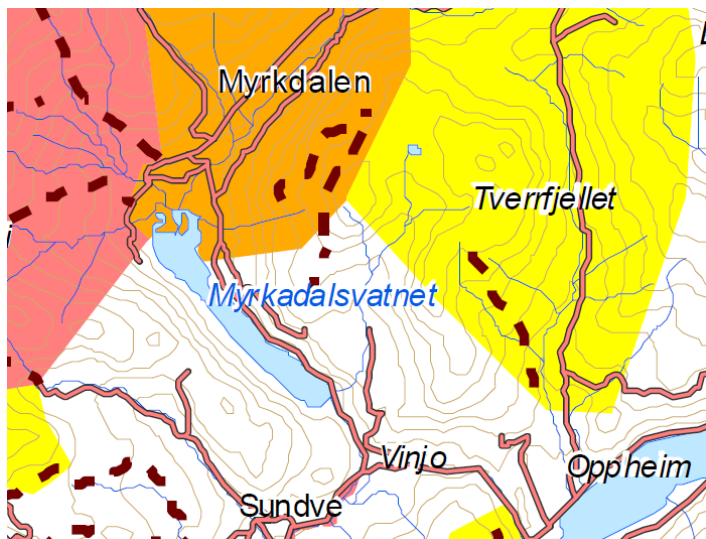 Myrkdalen
Tverrfjellet
Myrkadalsvatnet
Vinjo
Oppheim
Sundve